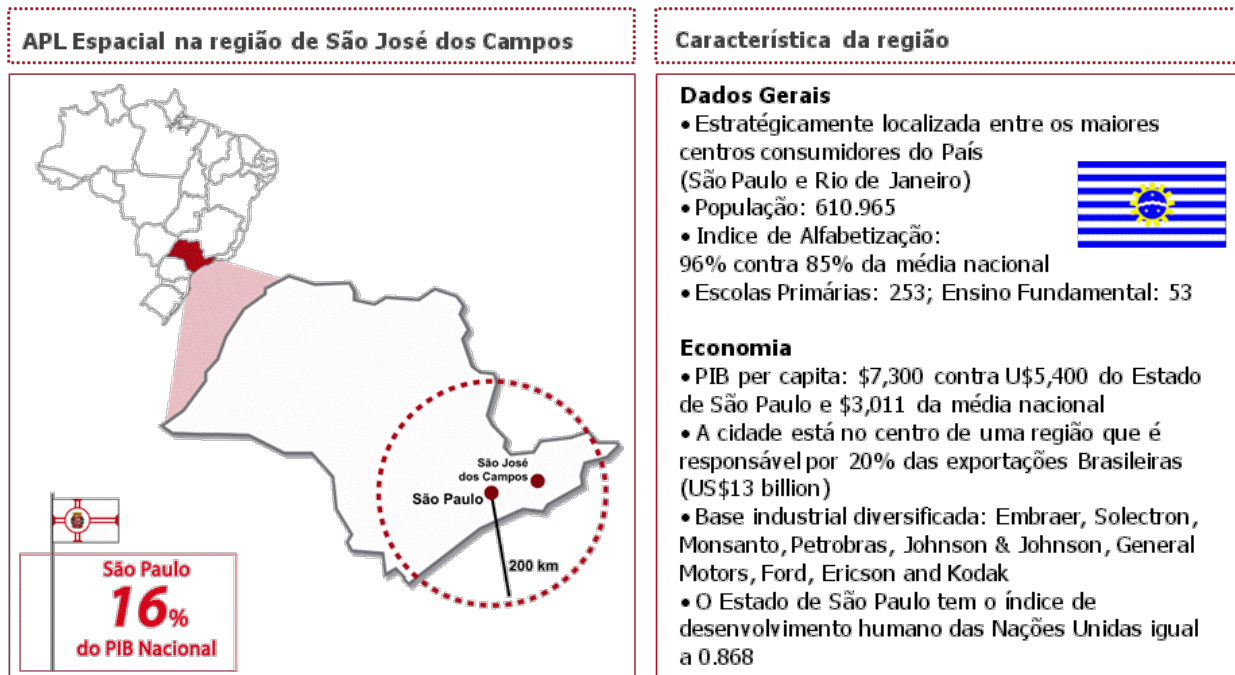 APL Espacial na região de São José dos Campos
São José
dos Campos
São Paulo
200 km
São Paulo
16%
do PIB Nacional
Característica da região
Dados Gerais
• Estratégicamente localizada entre os maiores
centros consumidores do País
(São Paulo e Rio de Janeiro)
• População: 610.965
• Indice de Alfabetização:
96% contra 85% da média nacional
• Escolas Primárias: 253; Ensino Fundamental: 53
Economia
• PIB per capita: $7,300 contra U$5,400 do Estado
de São Paulo e $3,011 da média nacional
• A cidade está no centro de uma região que é
responsável por 20% das exportações Brasileiras
(US$13 billion)
• Base industrial diversificada: Embraer, Solectron,
Monsanto, Petrobras, Johnson & Johnson, General
Motors, Ford, Ericson and Kodak
• O Estado de São Paulo tem o índice de
desenvolvimento humano das Nações Unidas igual
a 0.868